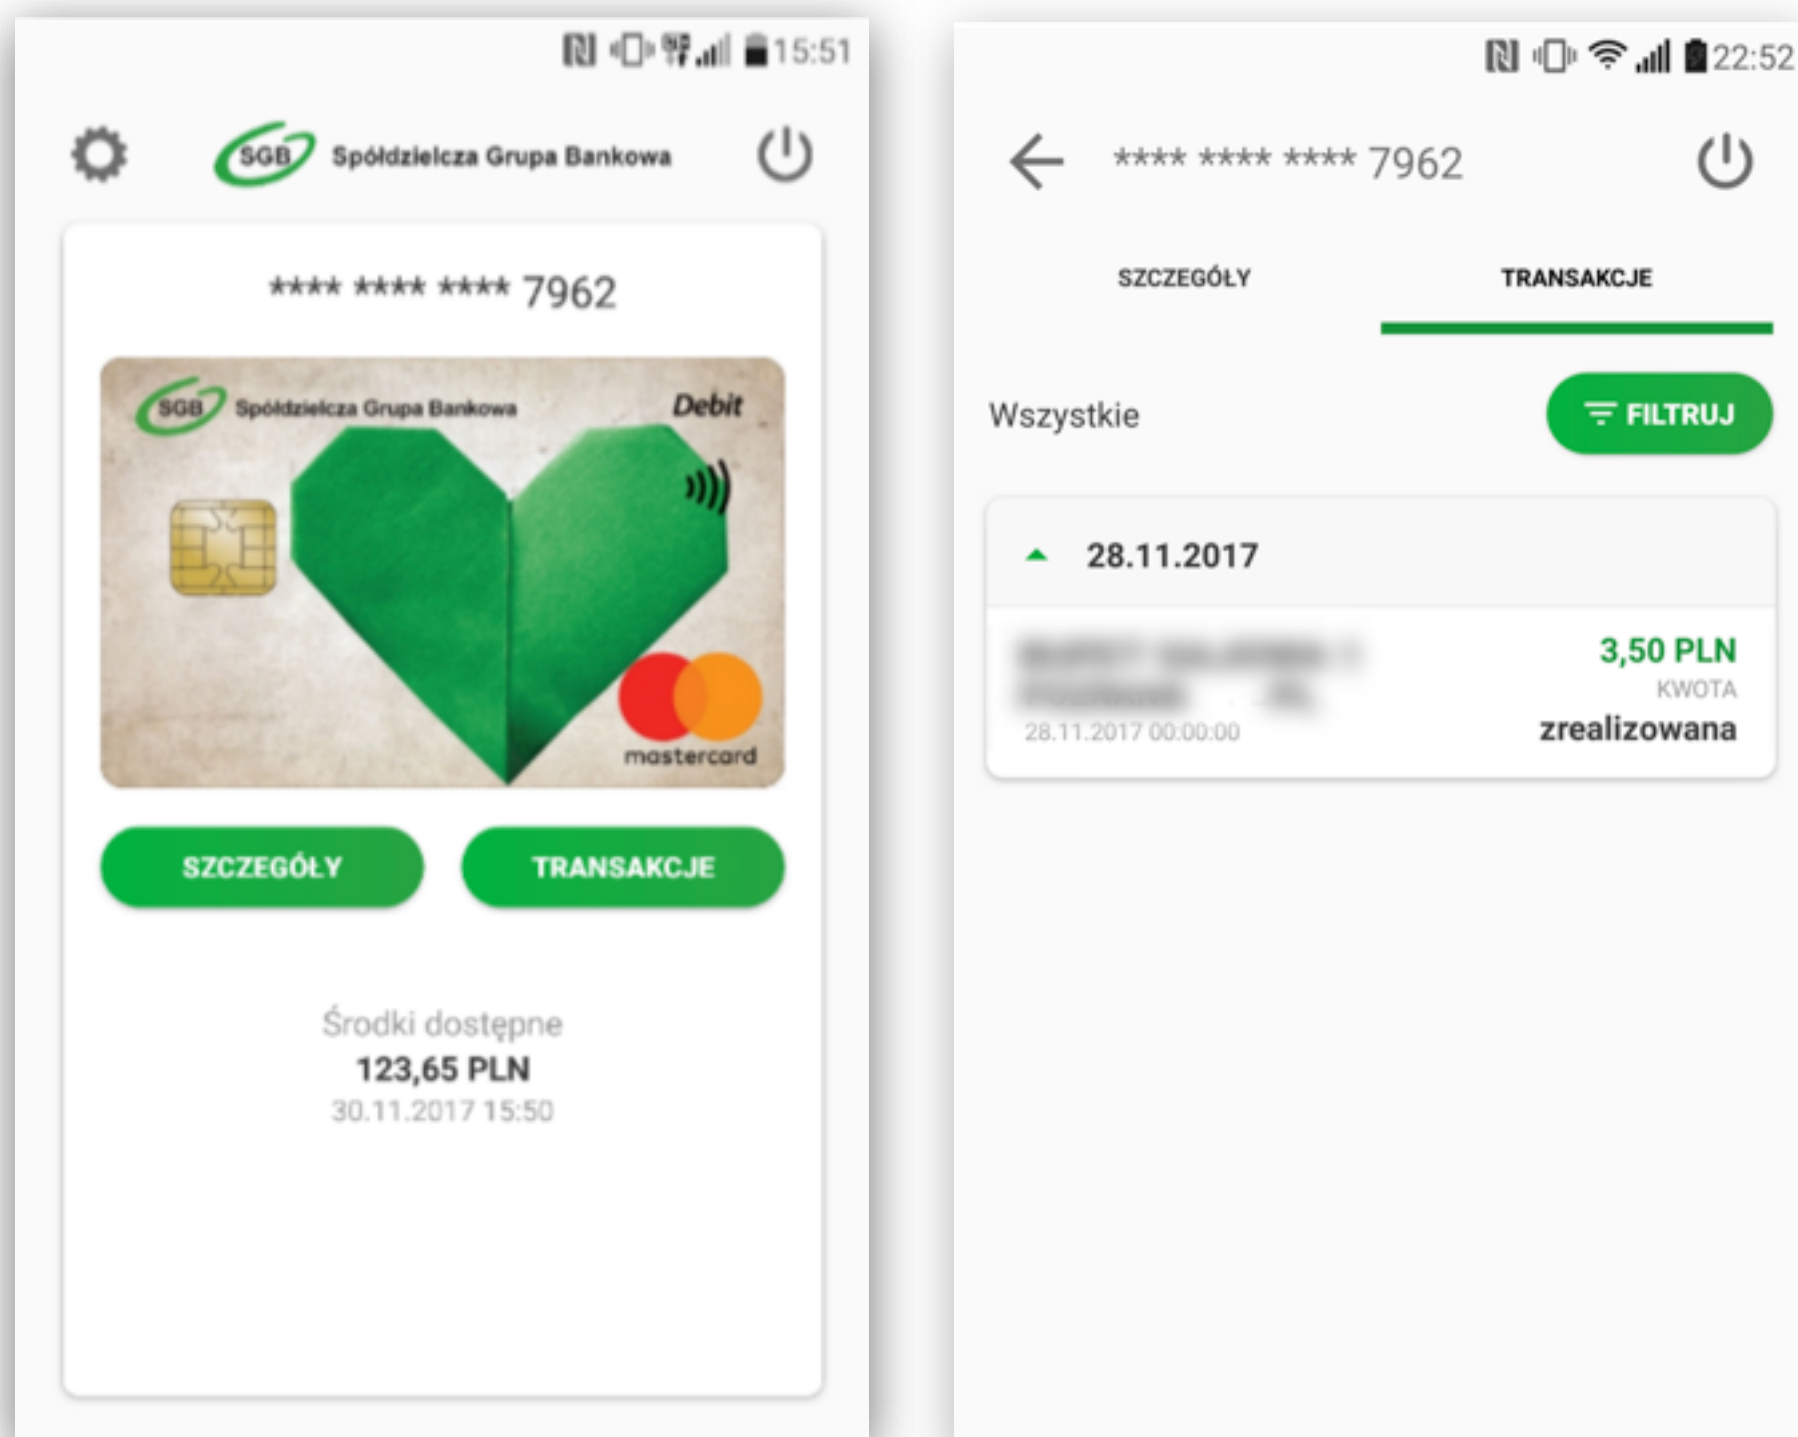 15:51
SGB Spółdzielcza Grupa Bankowa
**** **** **** 7962
SGB Spółdzielcza Grupa Bankowa Debit
mastercard
SZCZEGÓŁY TRANSAKCJE
Środki dostępne
123,65 PLN
30.11.2017 15:50
22:52
**** **** **** 7962
SZCZEGÓŁY TRANSAKCJE
Wszystkie FILTRUJ
28.11.2017
3,50 PLN
KWOTA
28.11.2017 00:00:00 zrealizowana